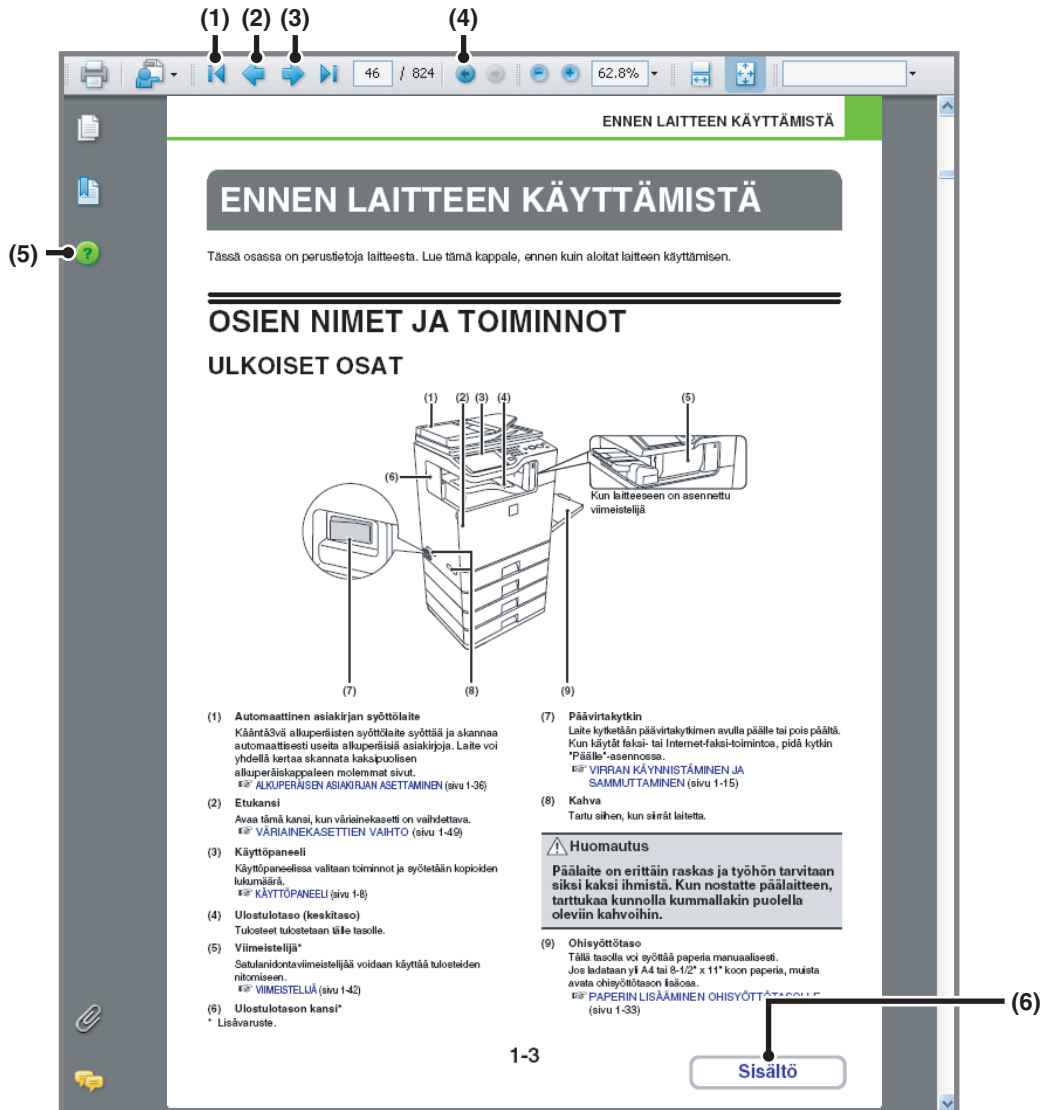 (1) (2) (3) (4)
46 / 824 62.8%
ENNEN LAITTEEN KÄYTTÄMISTÄ
ENNEN LAITTEEN KÄYTTÄMISTÄ
(5)
Tässä osassa on perustietoja laitteesta. Lue tämä kappale, ennen kuin aloitat laitteen käyttämisen.
OSIEN NIMET JA TOIMINNOT
ULKOISET OSAT
(1) (2) (3) (4) (5)
(6)
Kun laitteeseen on asennettu
viimeistelijä
(7) (8) (9)
(1) Automaattinen asiakirjan syöttölaite
Kääntä3vä alkuperäisten syöttölaite syöttää ja skannaa
automaattisesti useita alkuperäisiä asiakirjoja. Laite voi
yhdellä kertaa skannata kaksipuolisen
alkuperäiskappaleen molemmat sivut.
ALKUPERÄISEN ASIAKIRJAN ASETTAMINEN (sivu 1-36)
(2) Etukansi
Avaa tämä kansi, kun väriainekasetti on vaihdettava.
VÄRIAINEKASETTIEN VAIHTO (sivu 1-49)
(3) Käyttöpaneeli
Käyttöpaneelissa valitaan toiminnot ja syötetään kopioiden
lukumäärä.
KÄYTTÖPANEELI (sivu 1-8)
(4) Ulostulotaso (keskitaso)
Tulosteet tulostetaan tälle tasolle.
(5) Viimeistelijä*
Satulanidontaviimeistelijää voidaan käyttää tulosteiden
nitomiseen.
VIIMEISTELIJÄ (sivu 1-42)
(6) Ulostulotason kansi*
* Lisävaruste.
(7) Päävirtakytkin
Laite kytketään päävirtakytkimen avulla päälle tai pois päältä.
Kun käytät faksi- tai Internet-faksi-toimintoa, pidä kytkin
"Päälle"-asennossa.
VIRRAN KÄYNNISTÄMINEN JA
SAMMUTTAMINEN (sivu 1-15)
(8) Kahva
Tartu siihen, kun siirrät laitetta.
Huomautus
Päälaite on erittäin raskas ja työhön tarvitaan
siksi kaksi ihmistä. Kun nostatte päälaitteen,
tarttukaa kunnolla kummallakin puolella
oleviin kahvoihin.
(9) Ohisyöttötaso
Tällä tasolla voi syöttää paperia manuaalisesti.
Jos ladataan yli A4 tai 8-1/2" x 11" koon paperia, muista
avata ohisyöttötason lisäosa.
PAPERIN LISÄÄMINEN OHISYÖTTÖTASOLLE
(sivu 1-33)
(6)
1-3
Sisältö